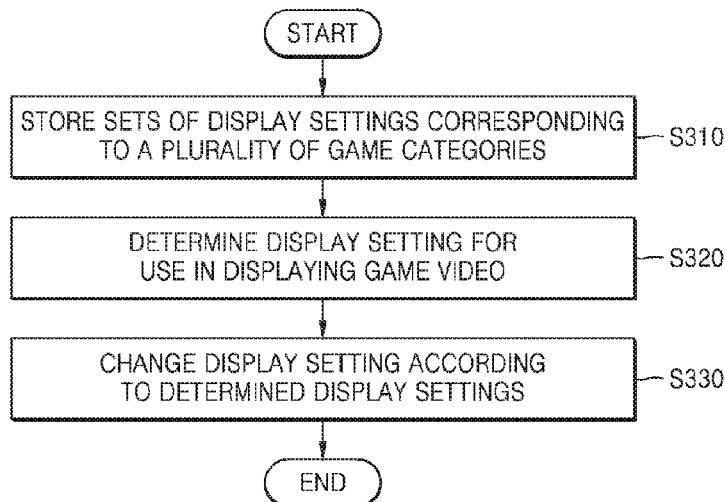 START
STORE SETS OF DISPLAY SETTINGS CORRESPONDING
TO A PLURALITY OF GAME CATEGORIES
S310
DETERMINE DISPLAY SETTING FOR
USE IN DISPLAYING GAME VIDEO
S320
CHANGE DISPLAY SETTING ACCORDING
TO DETERMINED DISPLAY SETTINGS
S330
END